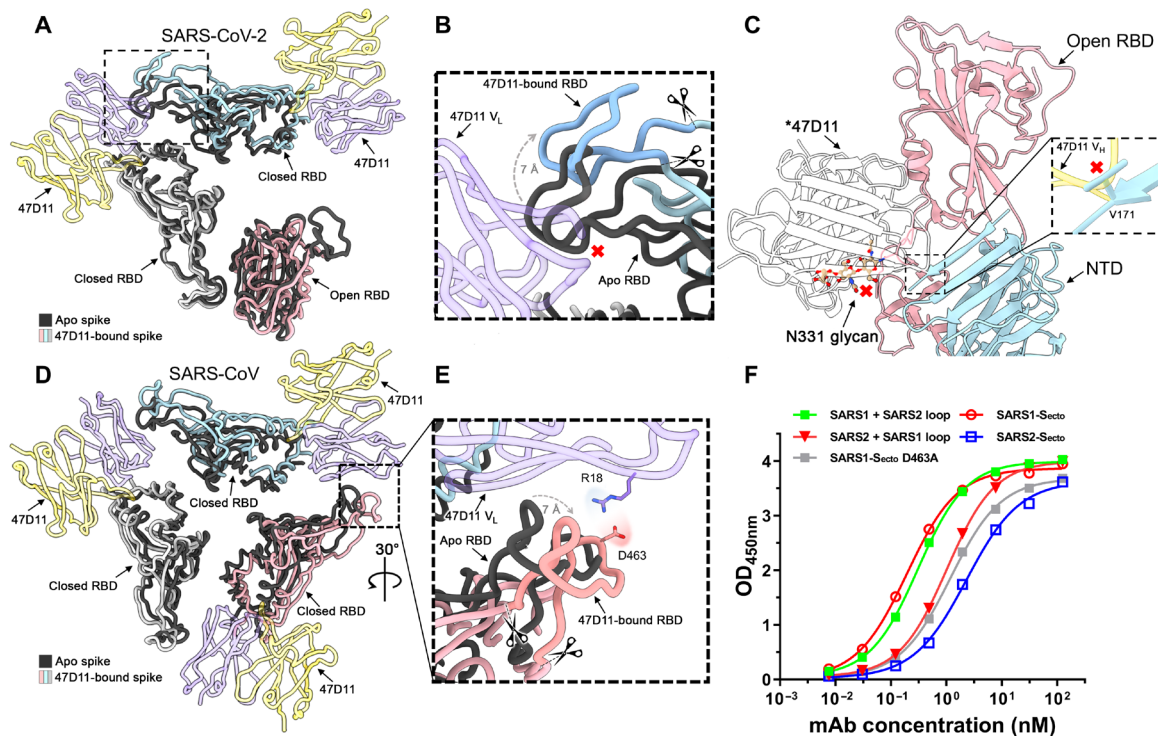 A
SARS-CoV-2
47D11
Closed RBD
47D11
Closed RBD
Open RBD
Apo spike
47D11-bound spike
B
47D11-bound RBD
47D11 VL
7 Å
Apo RBD
C
Open RBD
*47D11
47D11 VH
V171
NTD
N331 glycan
D
SARS-CoV
47D11
47D11
Closed RBD
Closed RBD
Closed RBD
30°
47D11
Apo spike
47D11-bound spike
E
R18
47D11 VL
7 Å
Apo RBD
D463
47D11-bound RBD
F
SARS1 + SARS2 loop
SARS1-Secto
SARS2 + SARS1 loop
SARS2-Secto
SARS1-Secto D463A
OD450nm
4
3
2
1
0
10−3
10−2
10−1
100
101
102
mAb concentration (nM)